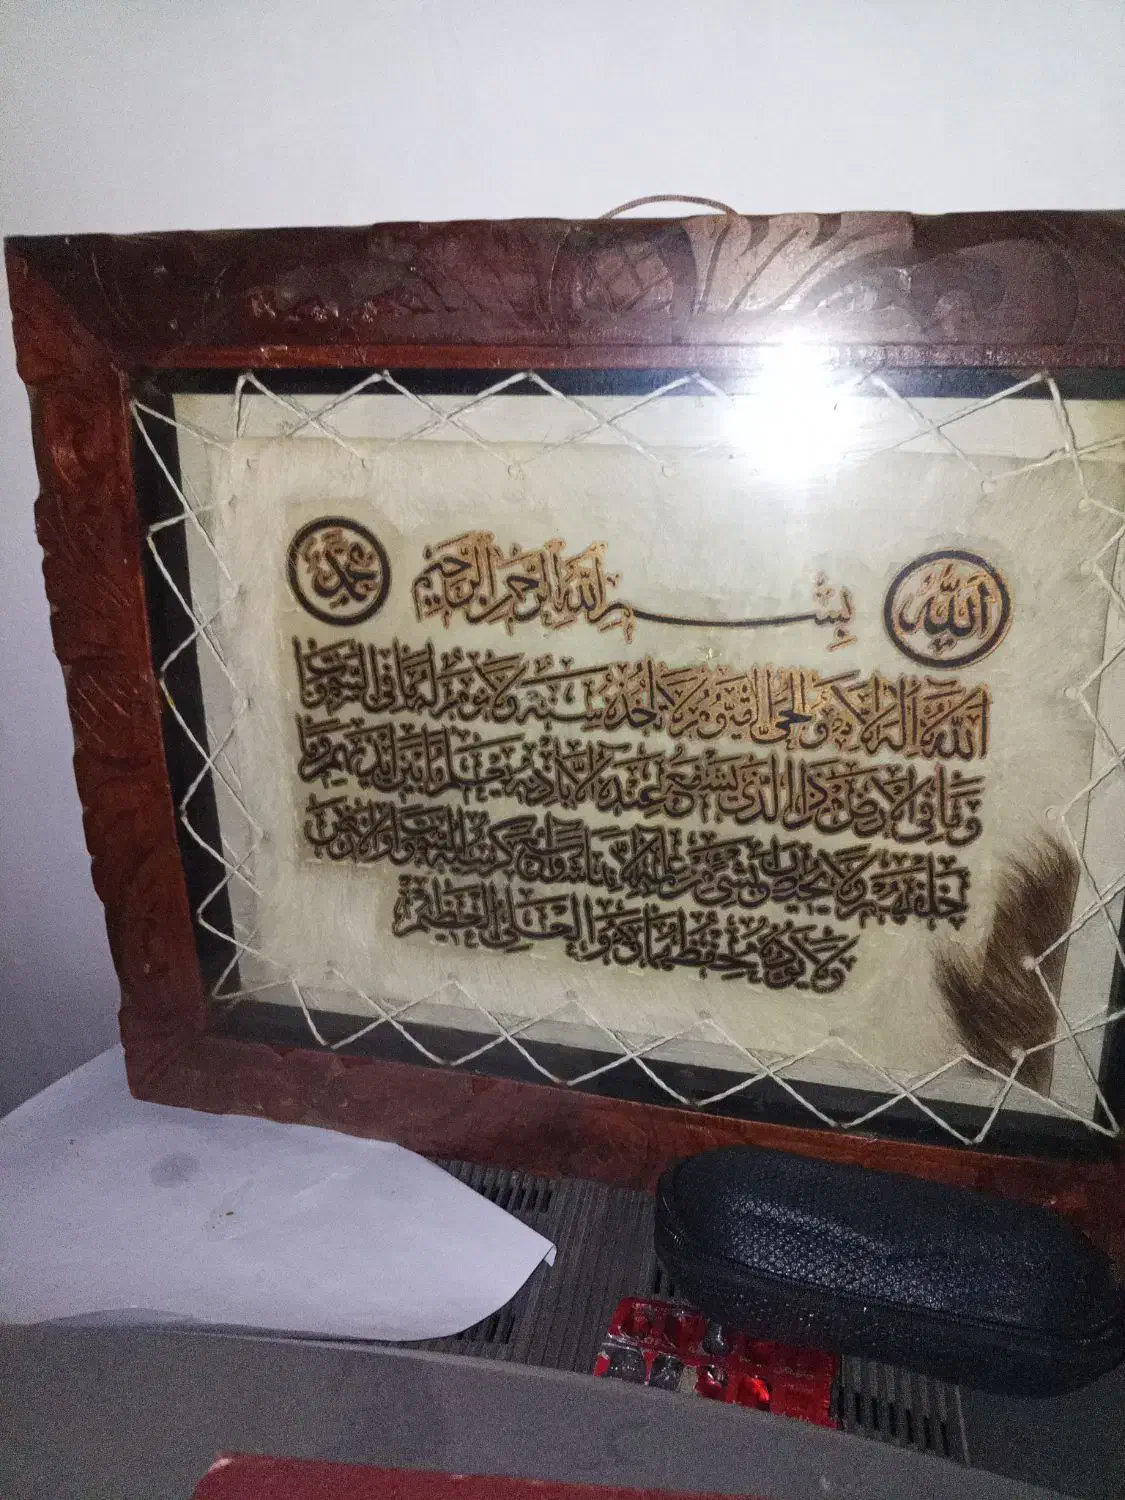 الله
بسم الله الرحمن الرحيم
محمد
الله لا إله إلا هو الحي القيوم لا تأخذه سنة ولا نوم له ما في السموات
وما في الأرض من ذا الذي يشفع عنده إلا بإذنه يعلم ما بين أيديهم وما
خلفهم ولا يحيطون بشيء من علمه إلا بما شاء وسع كرسيه السموات والأرض
ولا يؤده حفظهما وهو العلي العظيم